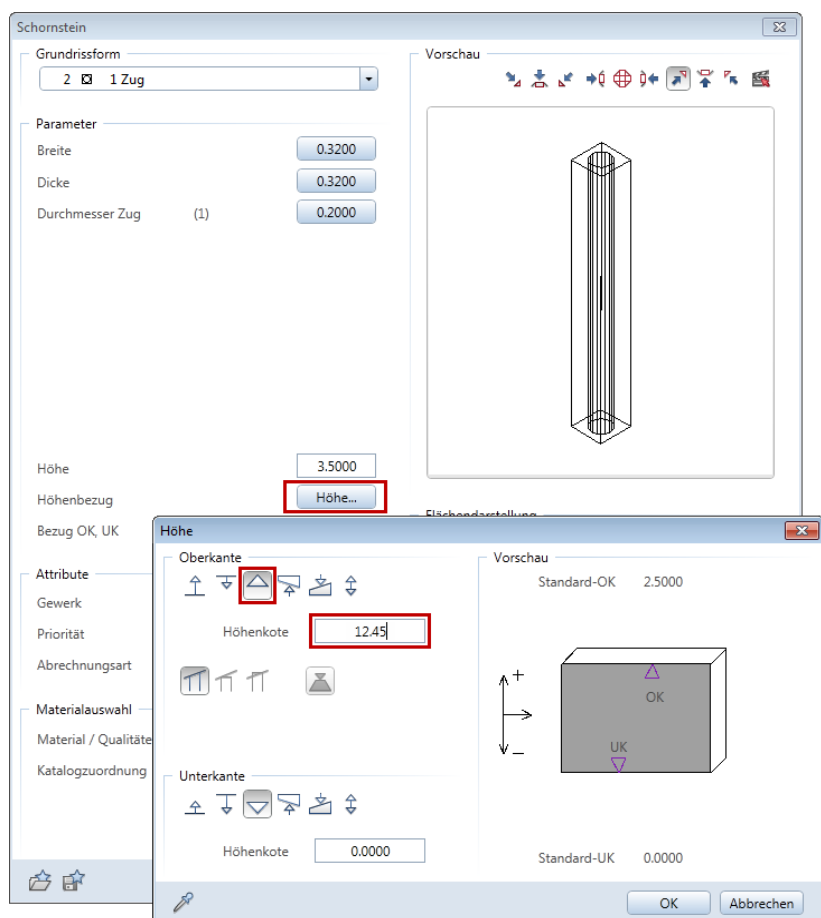 Schornstein
Grundrissform
2 1 Zug
Parameter
Breite 0.3200
Dicke 0.3200
Durchmesser Zug (1) 0.2000
Höhe 3.5000
Höhenbezug Höhe...
Bezug OK, UK
Attribute
Gewerk
Priorität
Abrechnungsart
Materialauswahl
Material / Qualitäte
Katalogzuordnung
Vorschau
Flächendarstellung
Höhe
Oberkante
Höhenkote 12.45
Unterkante
Höhenkote 0.0000
Vorschau
Standard-OK 2.5000
+
OK
UK
–
Standard-UK 0.0000
OK Abbrechen